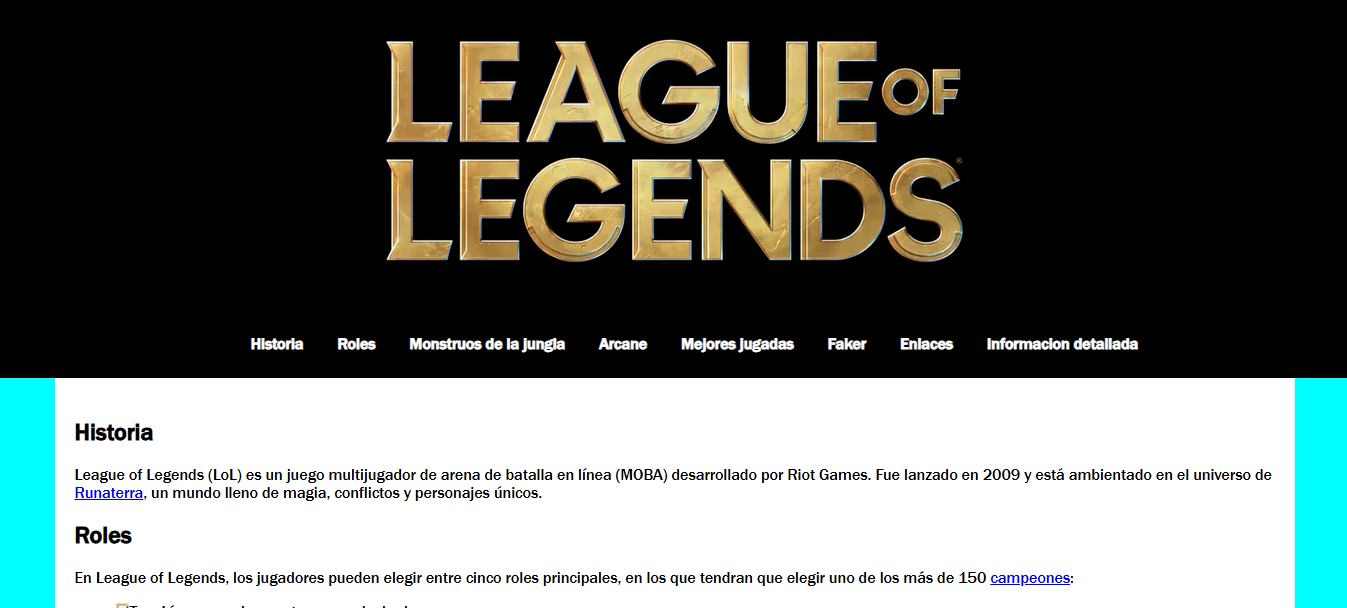 LEAGUE OF
LEGENDS
®
Historia Roles Monstruos de la jungla Arcane Mejores jugadas Faker Enlaces Informacion detallada
Historia
League of Legends (LoL) es un juego multijugador de arena de batalla en línea (MOBA) desarrollado por Riot Games. Fue lanzado en 2009 y está ambientado en el universo de
Runaterra, un mundo lleno de magia, conflictos y personajes únicos.
Roles
En League of Legends, los jugadores pueden elegir entre cinco roles principales, en los que tendran que elegir uno de los más de 150 campeones: